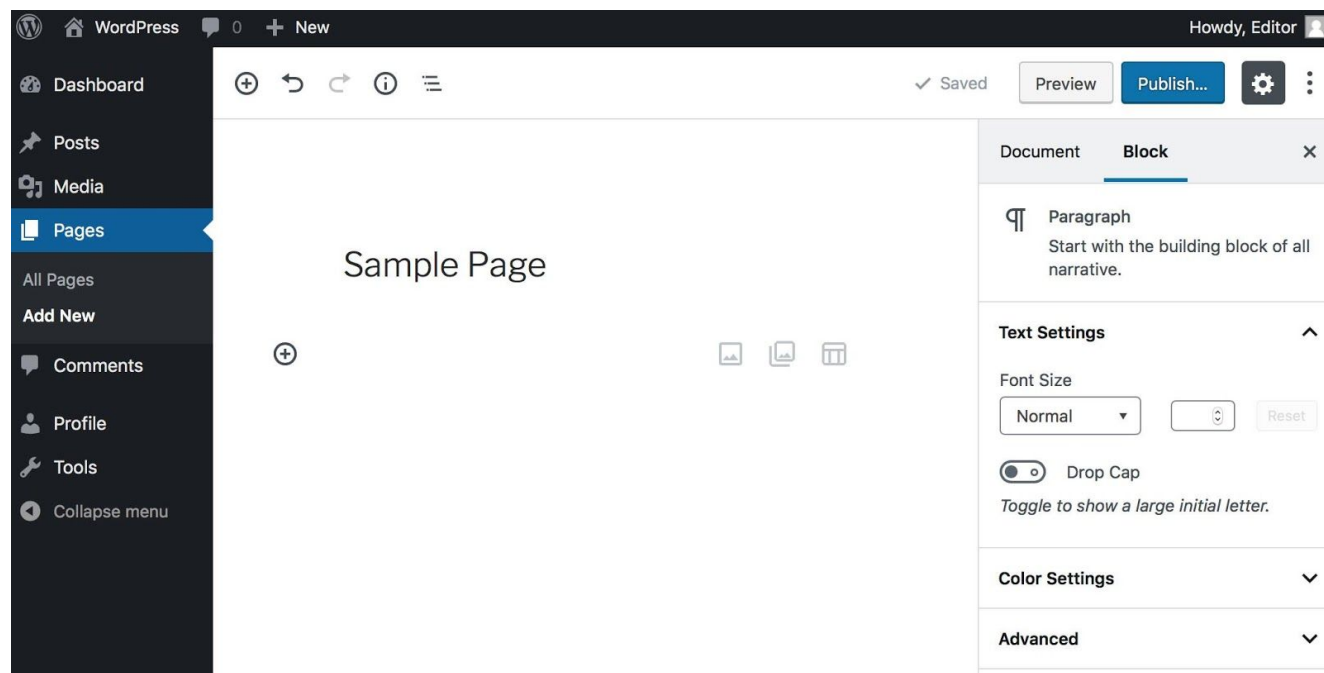 WordPress 0 New Howdy, Editor
Dashboard
Posts
Media
Pages
All Pages
Add New
Comments
Profile
Tools
Collapse menu
Saved Preview Publish...
Sample Page
Document Block
Paragraph
Start with the building block of all
narrative.
Text Settings
Font Size
Normal Reset
Drop Cap
Toggle to show a large initial letter.
Color Settings
Advanced